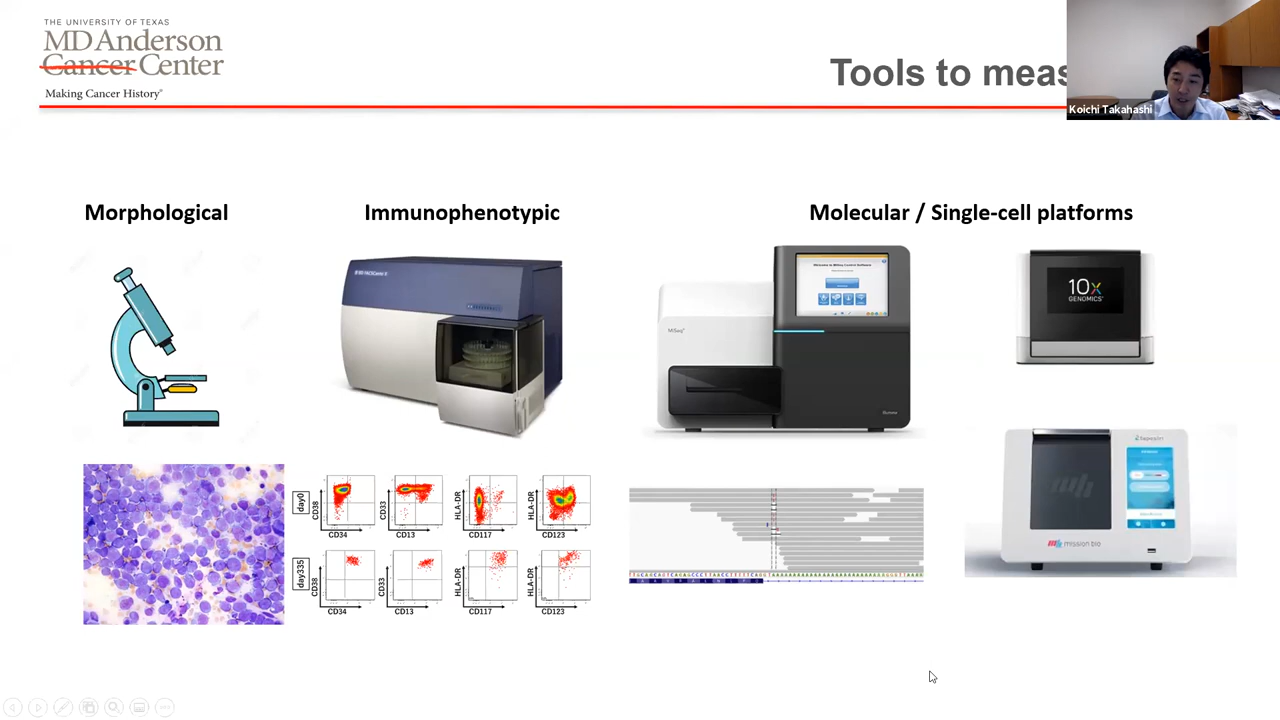 THE UNIVERSITY OF TEXAS
MD Anderson
Cancer Center
Making Cancer History®
Tools to meas
Koichi Takahashi
Morphological
Immunophenotypic
Molecular / Single-cell platforms
MiSeq
10x
GENOMICS
day0
CD38
CD34
CD33
CD13
HLA-DR
CD117
HLA-DR
CD123
day335
CD38
CD34
CD33
CD13
HLA-DR
CD117
HLA-DR
CD123
tapestri
mission bio